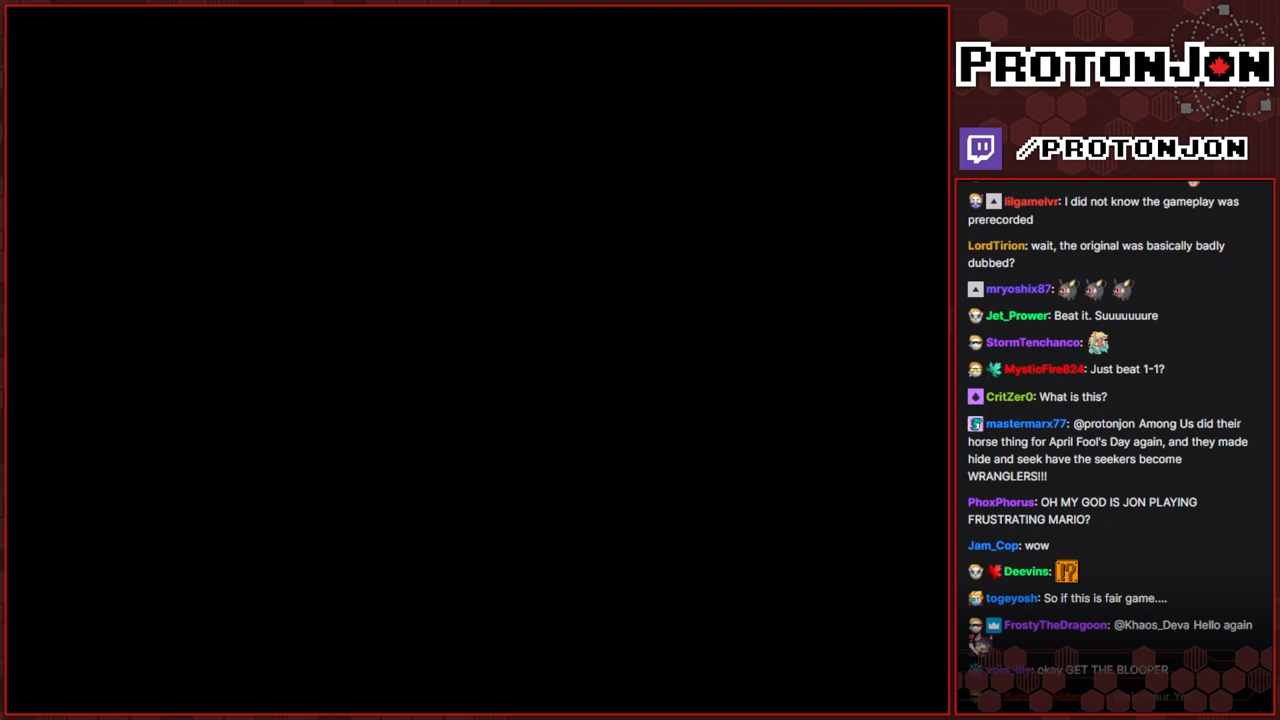 PROTONJON
/PROTONJON
lilgamelvr: I did not know the gameplay was
prerecorded
LordTirion: wait, the original was basically badly
dubbed?
mryoshix87:
Jet_Prower: Beat it. Suuuuuuure
StormTenchanco:
MysticFire824: Just beat 1-1?
CritZer0: What is this?
mastermarx77: @protonjon Among Us did their
horse thing for April Fool's Day again, and they made
hide and seek have the seekers become
WRANGLERS!!!
PhoxPhorus: OH MY GOD IS JON PLAYING
FRUSTRATING MARIO?
Jam_Cop: wow
Deevins:
togeyosh: So if this is fair game....
FrostyTheDragoon: @Khaos_Deva Hello again
okay GET THE BLOOPER